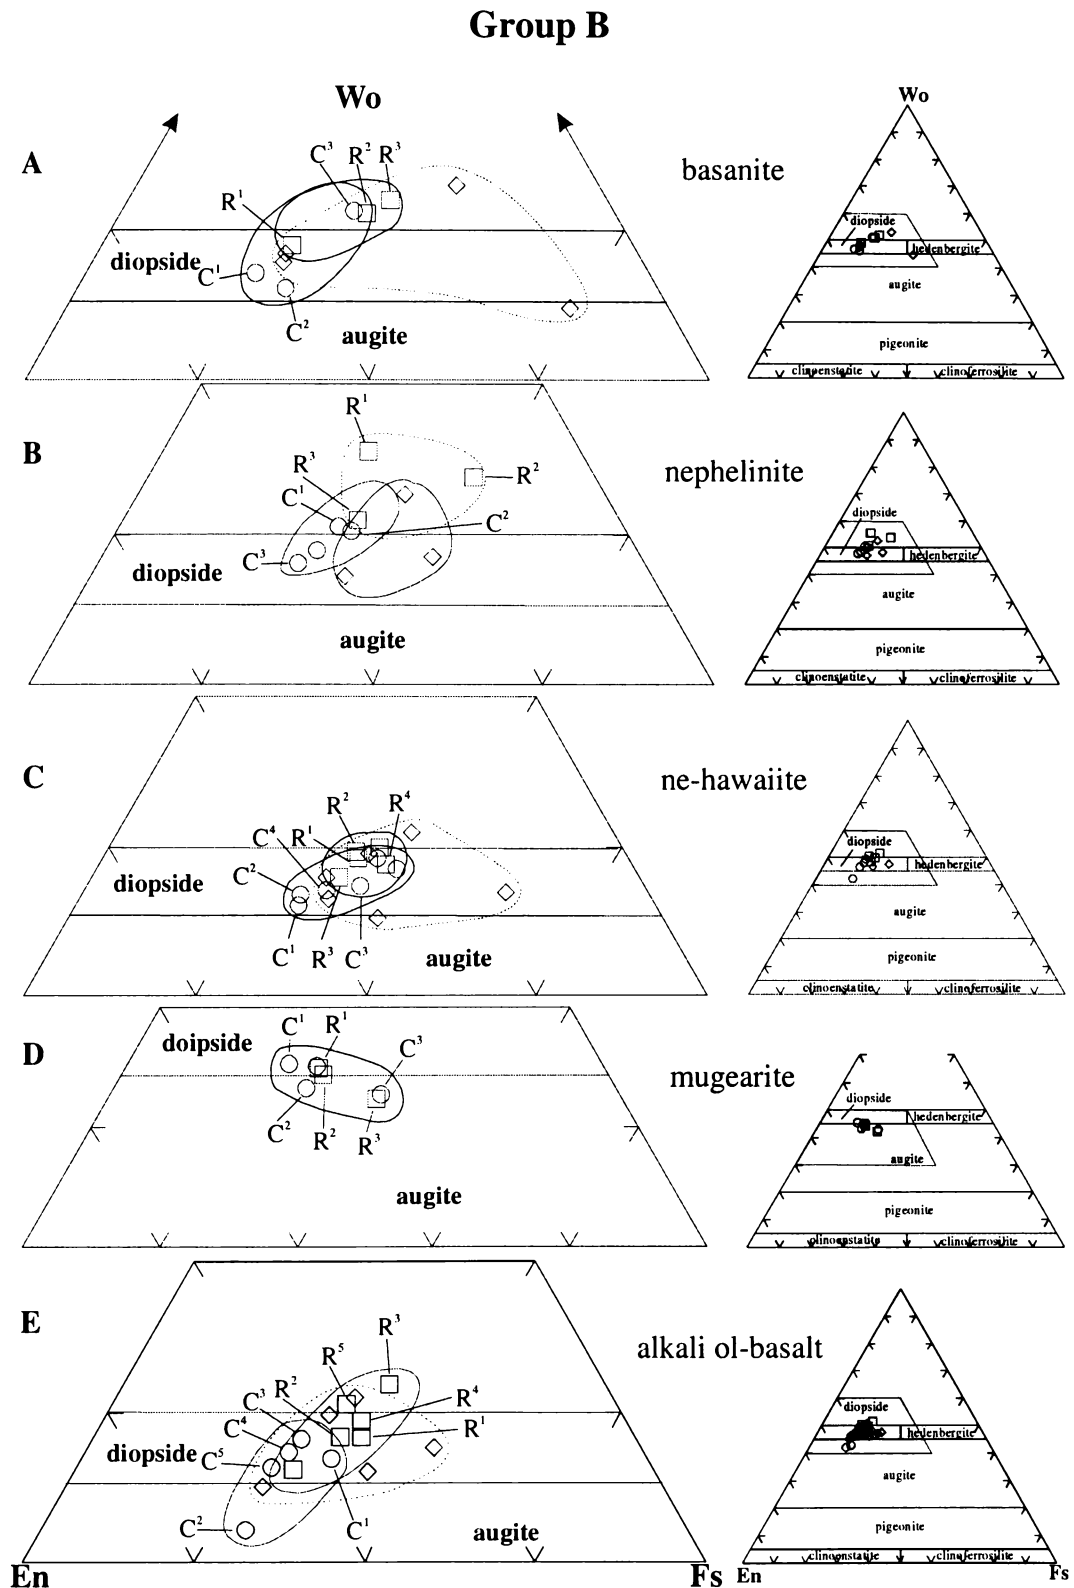 Group B
Wo
Wo
A
C³ R² R³
basanite
R¹
diopside
C¹
C²
augite
diopside
hedenbergite
augite
pigeonite
clinoenstatite clinoferrosilite
B
R¹
nephelinite
R³
R²
C¹
C²
C³
diopside
augite
diopside
hedenbergite
augite
pigeonite
clinoenstatite clinoferrosilite
C
ne-hawaiite
R² R⁴
C⁴ R¹
C²
diopside
C¹ R³ C³
augite
diopside
hedenbergite
augite
pigeonite
clinoenstatite clinoferrosilite
D
doipside
C¹ R¹
C³
mugearite
C² R² R³
augite
diopside
hedenbergite
augite
pigeonite
clinoenstatite clinoferrosilite
E
R³
alkali ol-basalt
R⁵
C³ R²
R⁴
C⁴
R¹
diopside C⁵
C² C¹
augite
diopside
hedenbergite
augite
pigeonite
clinoenstatite clinoferrosilite
En Fs
En Fs